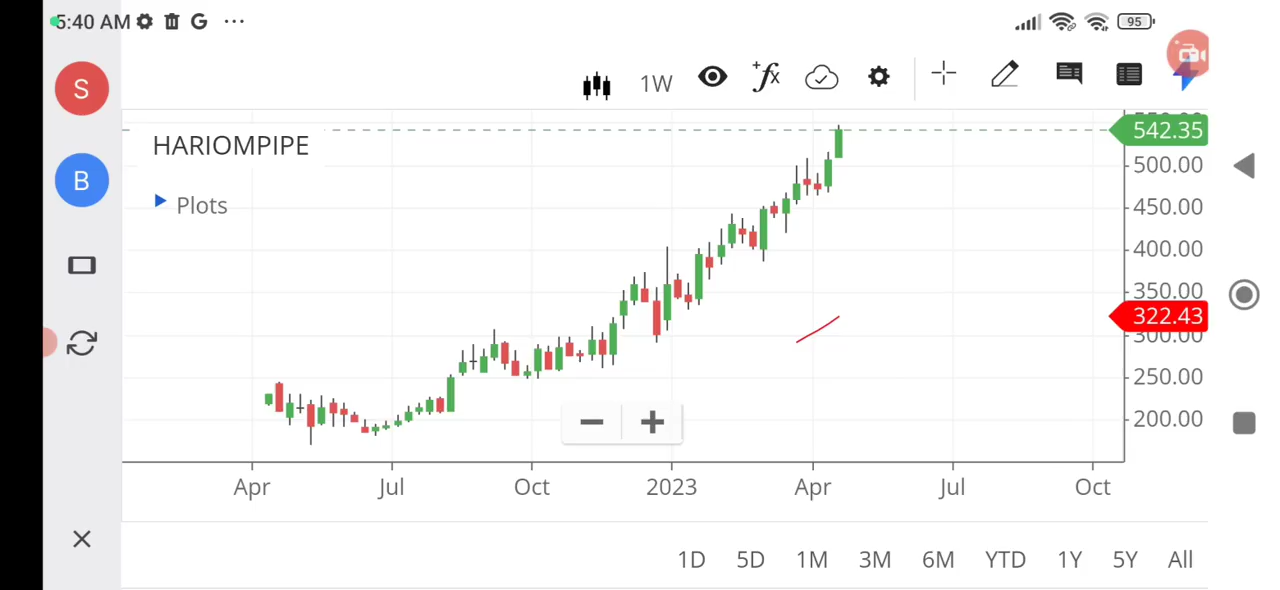 5:40 AM G ... 95
S
B
1W +fx
HARIOMPIPE
Plots
542.35
500.00
450.00
400.00
350.00
322.43
300.00
250.00
200.00
Apr Jul Oct 2023 Apr Jul Oct
1D 5D 1M 3M 6M YTD 1Y 5Y All